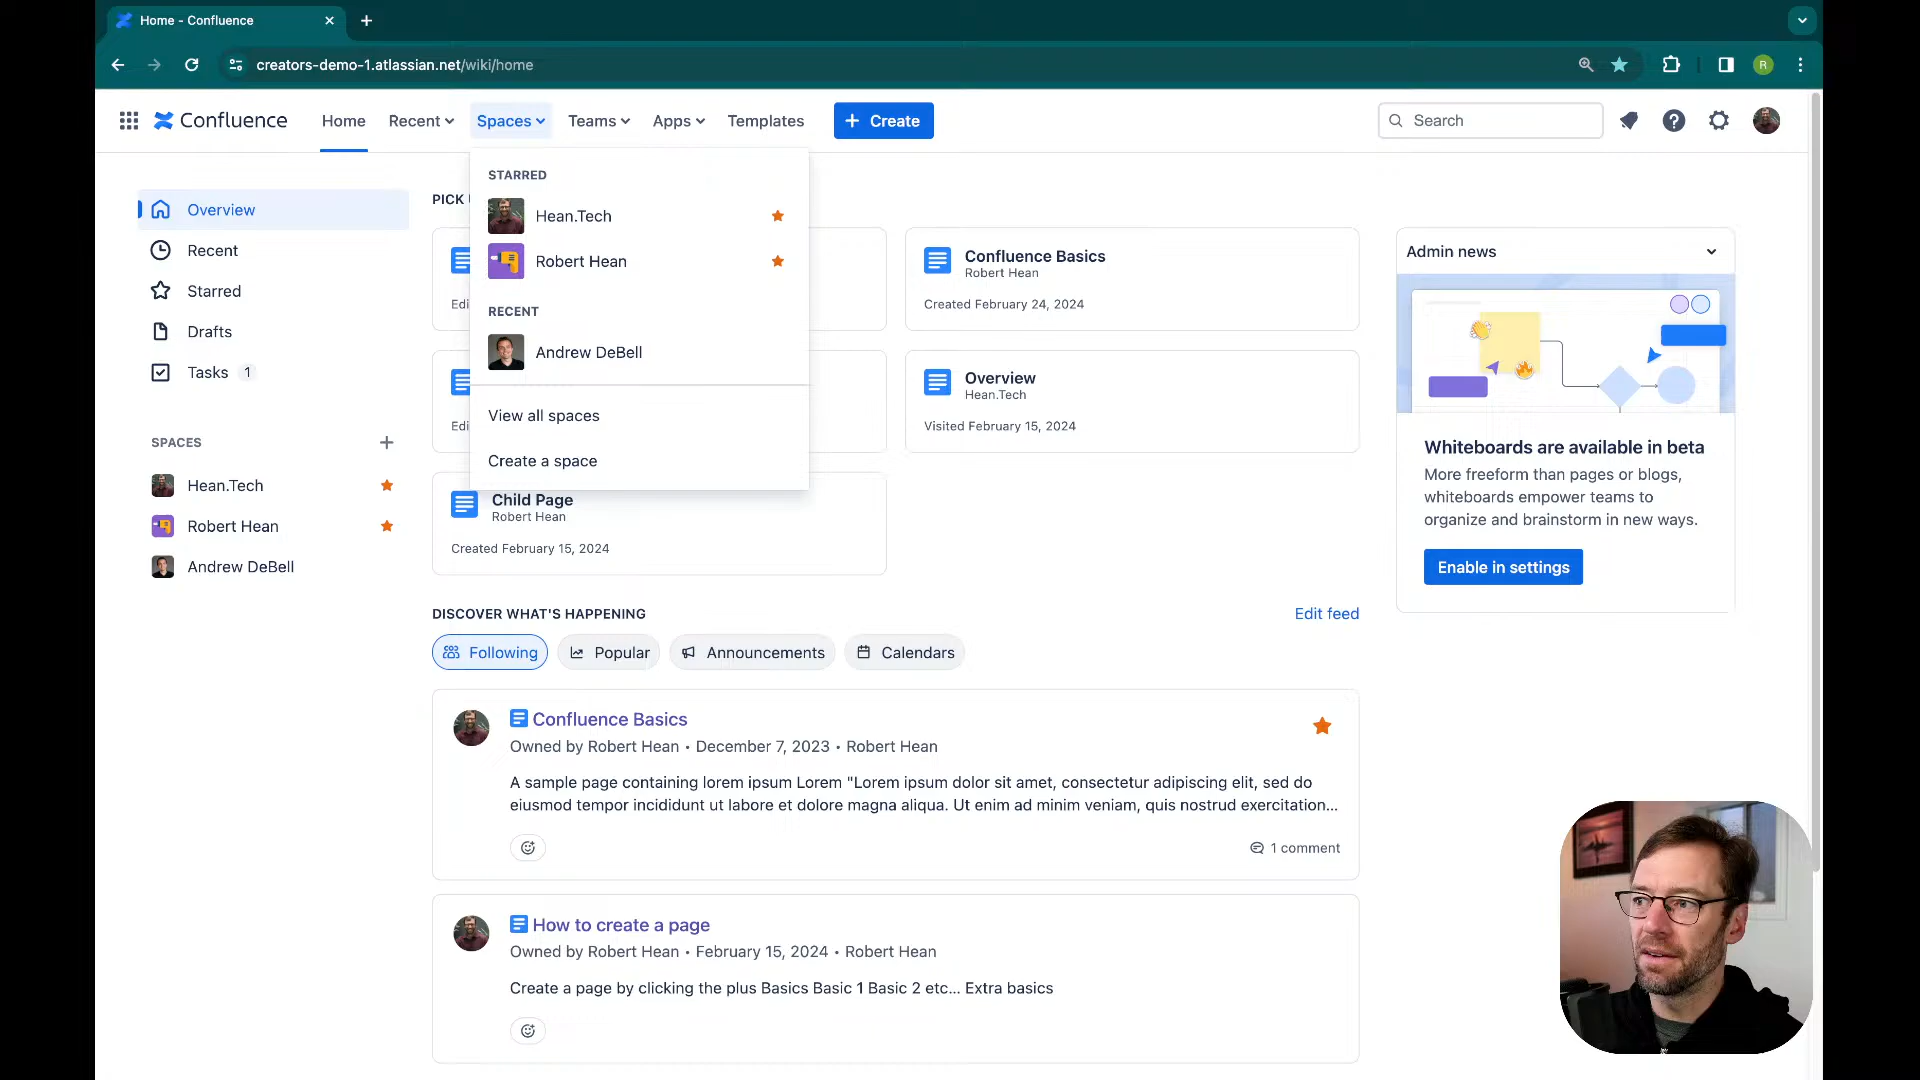 Home - Confluence
creators-demo-1.atlassian.net/wiki/home
R
Confluence
Home
Recent
Spaces
Teams
Apps
Templates
+ Create
Search
Overview
Recent
Starred
Drafts
Tasks 1
SPACES
Hean.Tech
Robert Hean
Andrew DeBell
STARRED
Hean.Tech
Robert Hean
RECENT
Andrew DeBell
View all spaces
Create a space
PICK
Edi
Confluence Basics
Robert Hean
Created February 24, 2024
Edi
Overview
Hean.Tech
Visited February 15, 2024
Child Page
Robert Hean
Created February 15, 2024
Admin news
Whiteboards are available in beta
More freeform than pages or blogs,
whiteboards empower teams to
organize and brainstorm in new ways.
Enable in settings
DISCOVER WHAT'S HAPPENING
Edit feed
Following
Popular
Announcements
Calendars
Confluence Basics
Owned by Robert Hean • December 7, 2023 • Robert Hean
A sample page containing lorem ipsum Lorem "Lorem ipsum dolor sit amet, consectetur adipiscing elit, sed do
eiusmod tempor incididunt ut labore et dolore magna aliqua. Ut enim ad minim veniam, quis nostrud exercitation...
1 comment
How to create a page
Owned by Robert Hean • February 15, 2024 • Robert Hean
Create a page by clicking the plus Basics Basic 1 Basic 2 etc... Extra basics